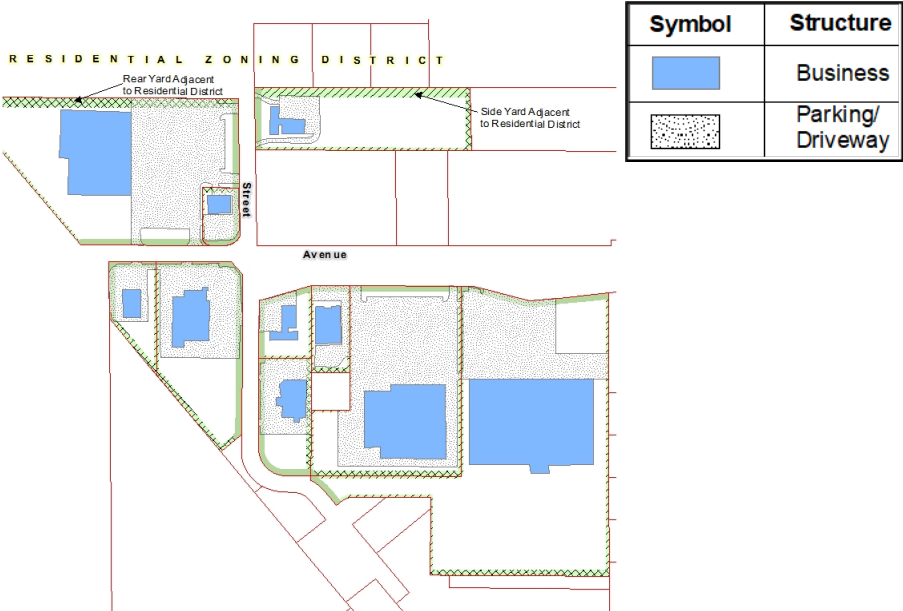 Symbol Structure
Business
Parking/
Driveway
RESIDENTIAL ZONING DISTRICT
Rear Yard Adjacent
to Residential District
Side Yard Adjacent
to Residential District
Street
Avenue